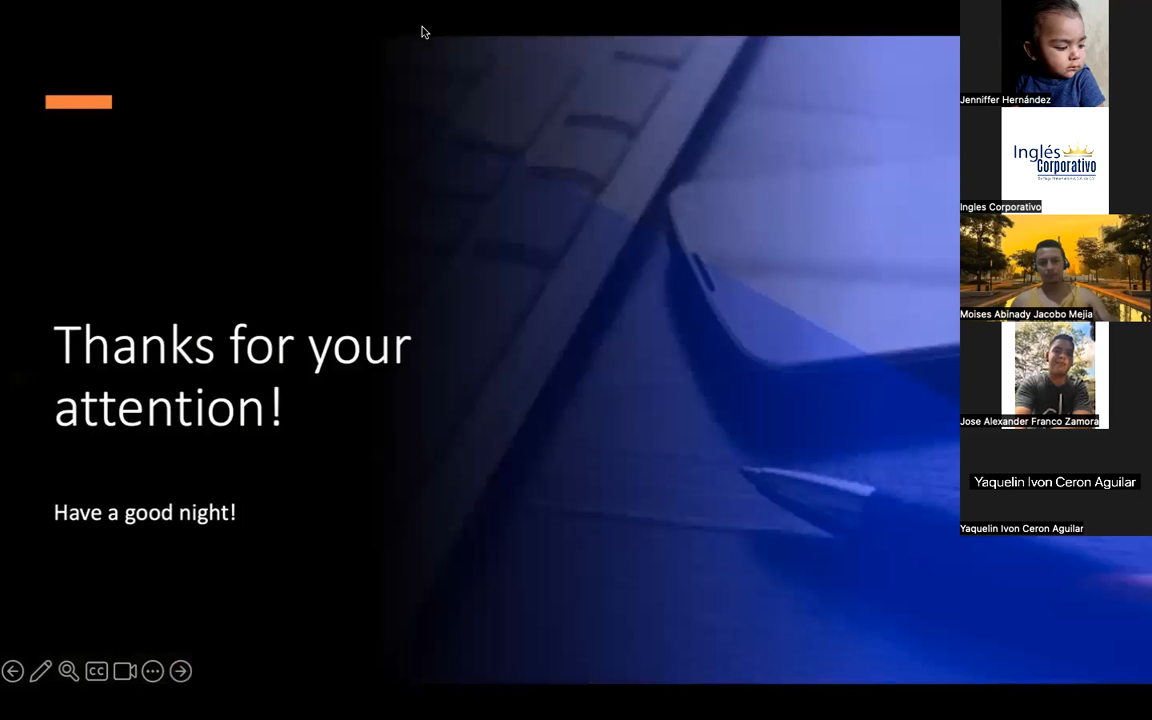 Thanks for your
attention!
Have a good night!
CC
Jenniffer Hernández
Inglés
Corporativo
Ingles Corporativo
Moises Abinady Jacobo Mejia
Jose Alexander Franco Zamora
Yaquelin Ivon Ceron Aguilar
Yaquelin Ivon Ceron Aguilar